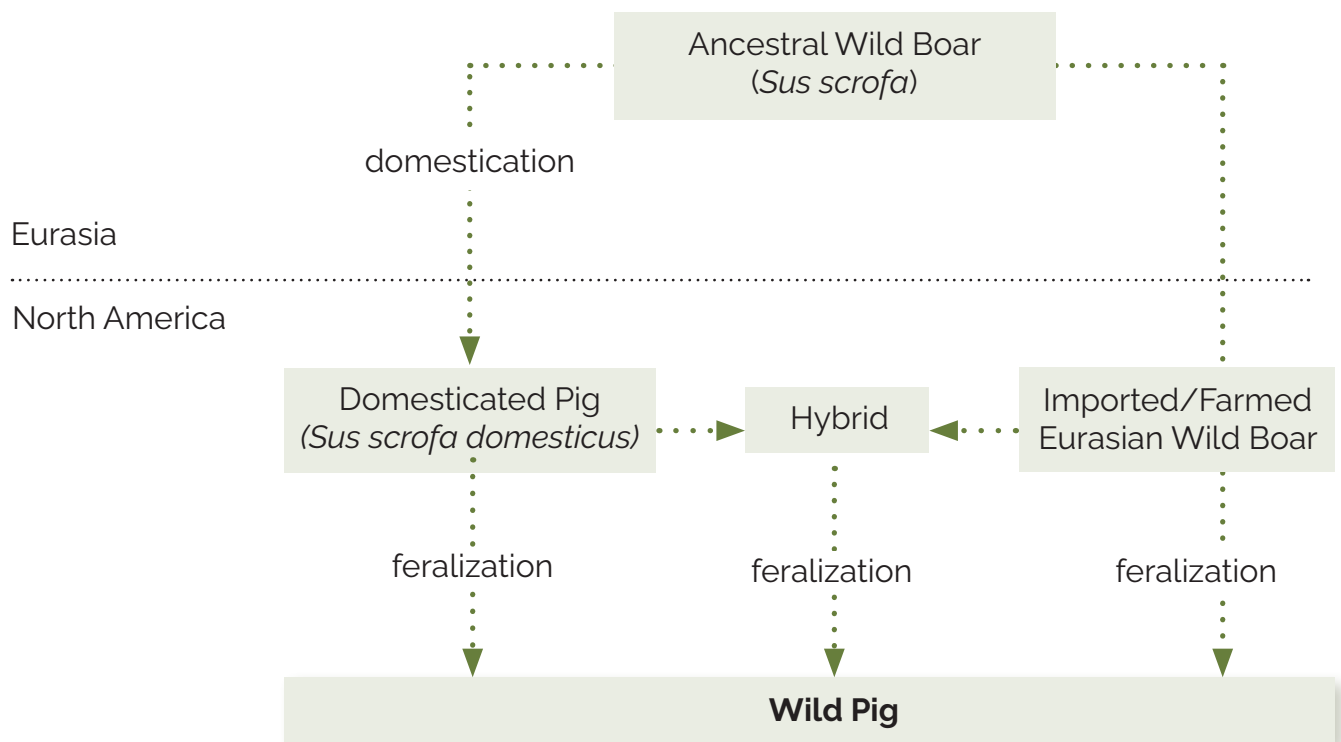 Ancestral Wild Boar
(Sus scrofa)
domestication
Eurasia
North America
Domesticated Pig
(Sus scrofa domesticus)
Hybrid
Imported/Farmed
Eurasian Wild Boar
feralization
feralization
feralization
Wild Pig